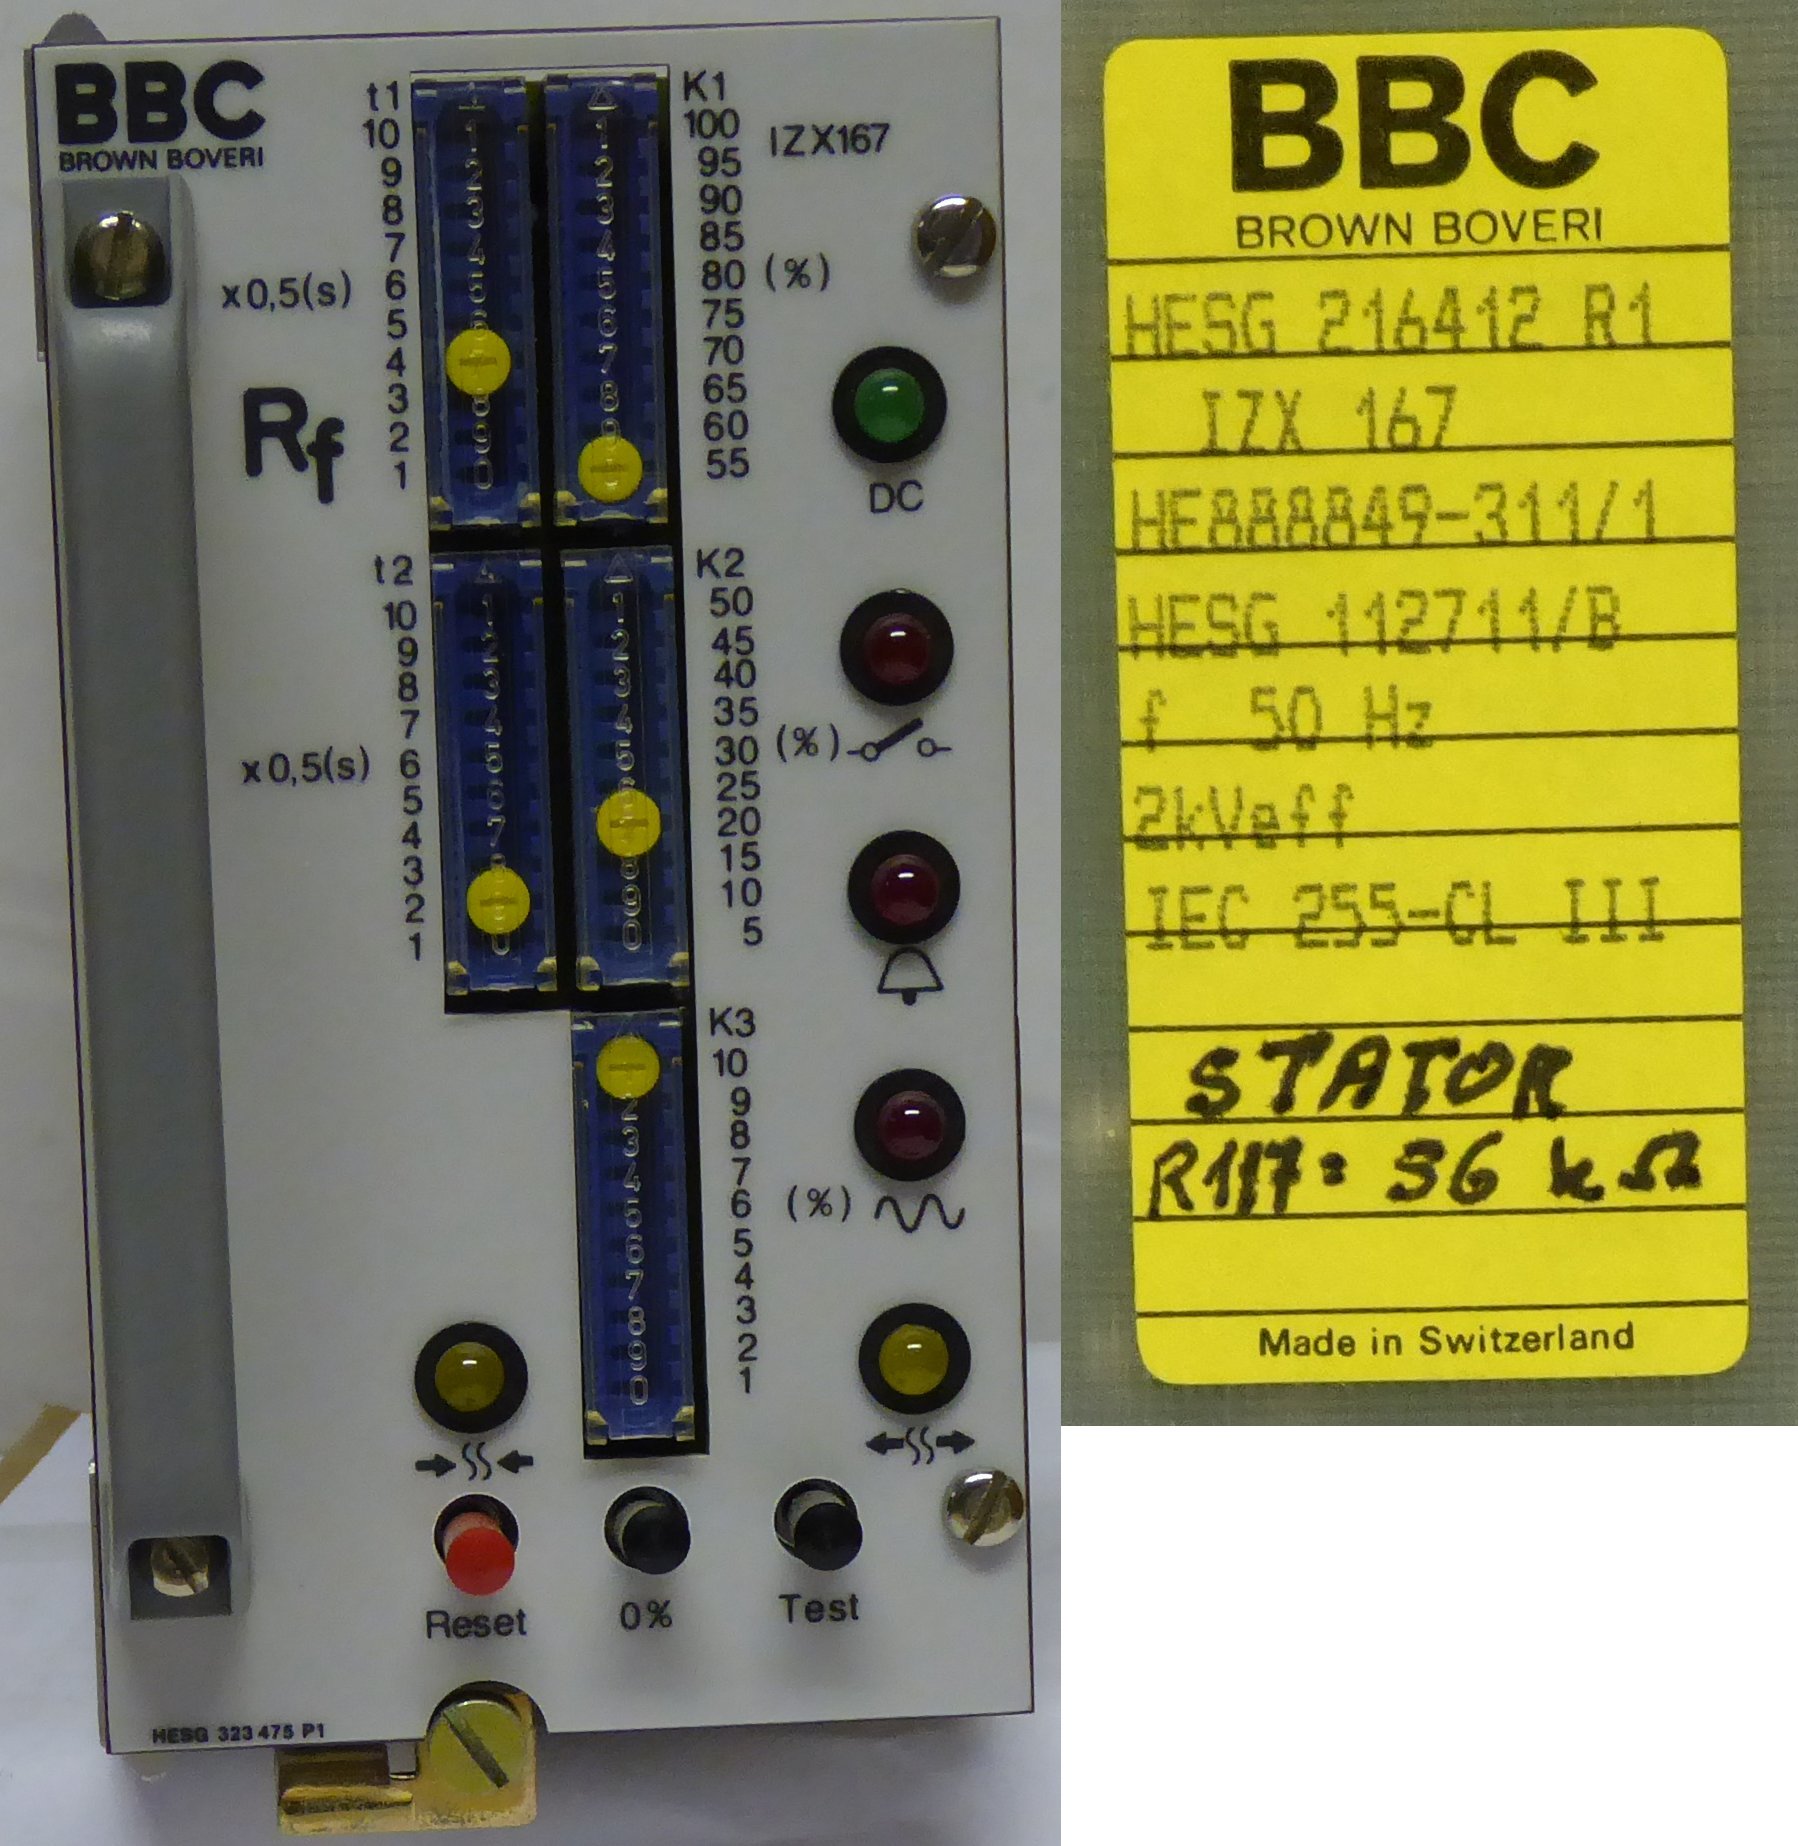 BBC
BROWN BOVERI
IZX167
t1
10
9
8
7
6
5
4
3
2
1
x0,5(s)
K1
100
95
90
85
80
75
70
65
60
55
(%)
Rf
DC
t2
10
9
8
7
6
5
4
3
2
1
x0,5(s)
K2
50
45
40
35
30
25
20
15
10
5
(%)
K3
10
9
8
7
6
5
4
3
2
1
(%)
Reset
0%
Test
HESG 323 475 P1
BBC
BROWN BOVERI
HESG 216412 R1
IZX 167
HE888849-311/1
HESG 112711/B
f 50 Hz
2kVeff
IEC 255-CL III
STATOR
R117: 36 kΩ
Made in Switzerland